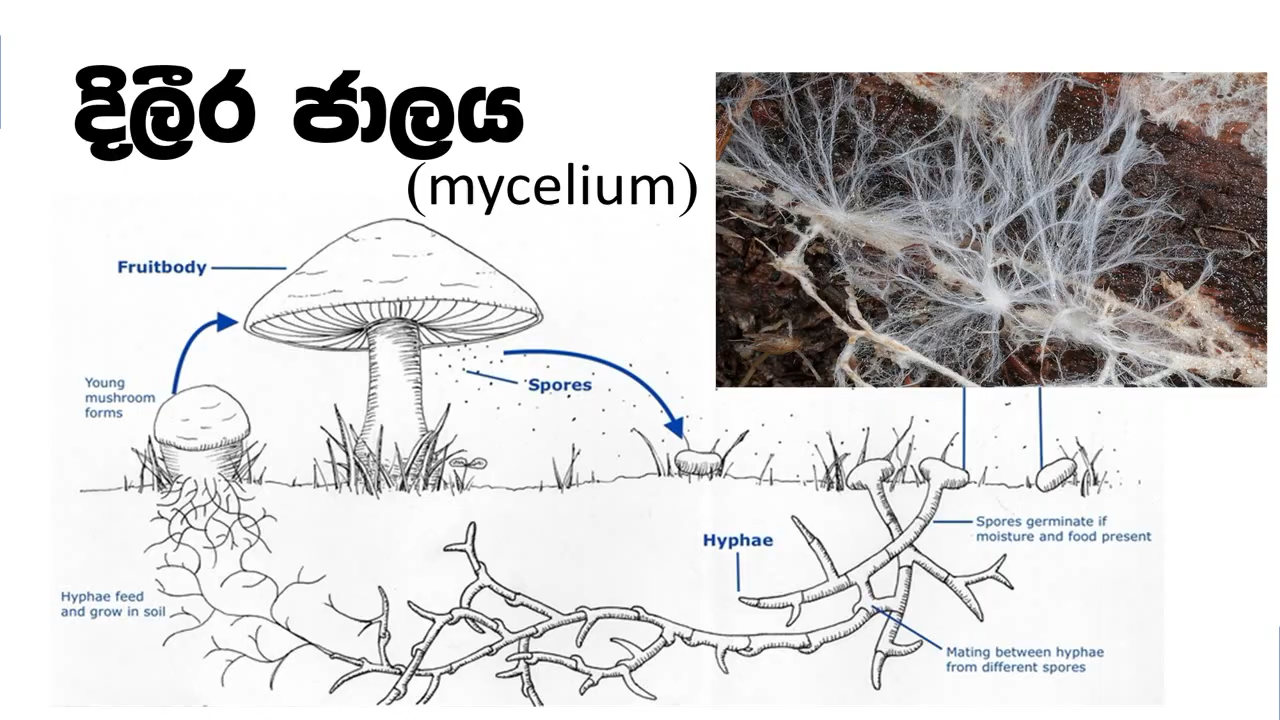 දිලීර ජාලය
(mycelium)
Fruitbody
Young
mushroom
forms
Spores
Hyphae
Spores germinate if
moisture and food present
Hyphae feed
and grow in soil
Mating between hyphae
from different spores